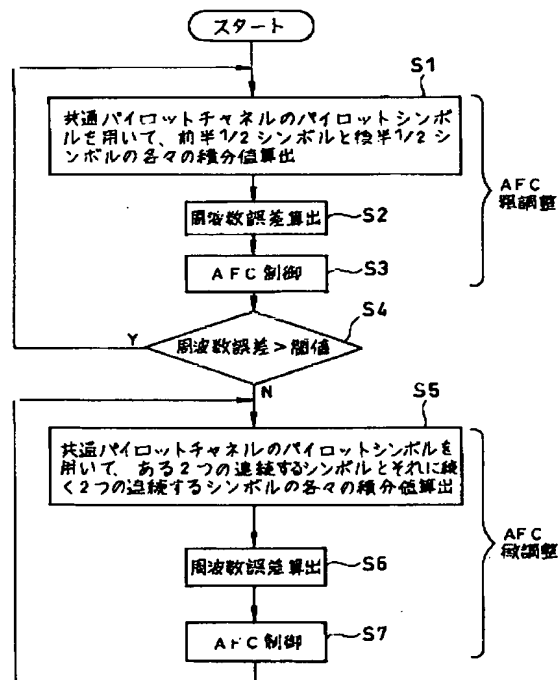 スタート
S1
共通パイロットチャネルのパイロットシンボ
ルを用いて、前半1/2シンボルと後半1/2シ
ンボルの各々の積分値算出
AFC
粗調整
周波数誤差算出
S2
AFC制御
S3
S4
周波数誤差>閾値
Y
N
S5
共通パイロットチャネルのパイロットシンボルを
用いて、ある2つの連続するシンボルとそれに続
く2つの連続するシンボルの各々の積分値算出
AFC
微調整
周波数誤差算出
S6
AFC制御
S7